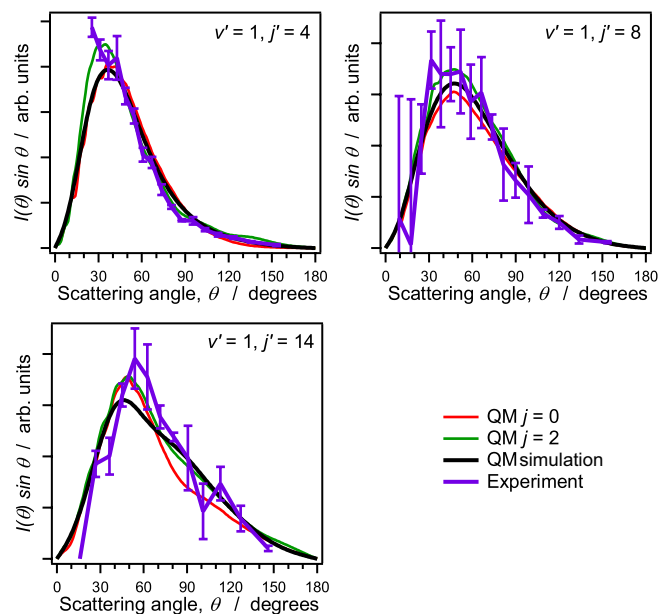 v' = 1, j' = 4
I(θ) sin θ / arb. units
0 30 60 90 120 150 180
Scattering angle, θ / degrees
v' = 1, j' = 8
I(θ) sin θ / arb. units
0 30 60 90 120 150 180
Scattering angle, θ / degrees
v' = 1, j' = 14
I(θ) sin θ / arb. units
0 30 60 90 120 150 180
Scattering angle, θ / degrees
QM j = 0
QM j = 2
QM simulation
Experiment